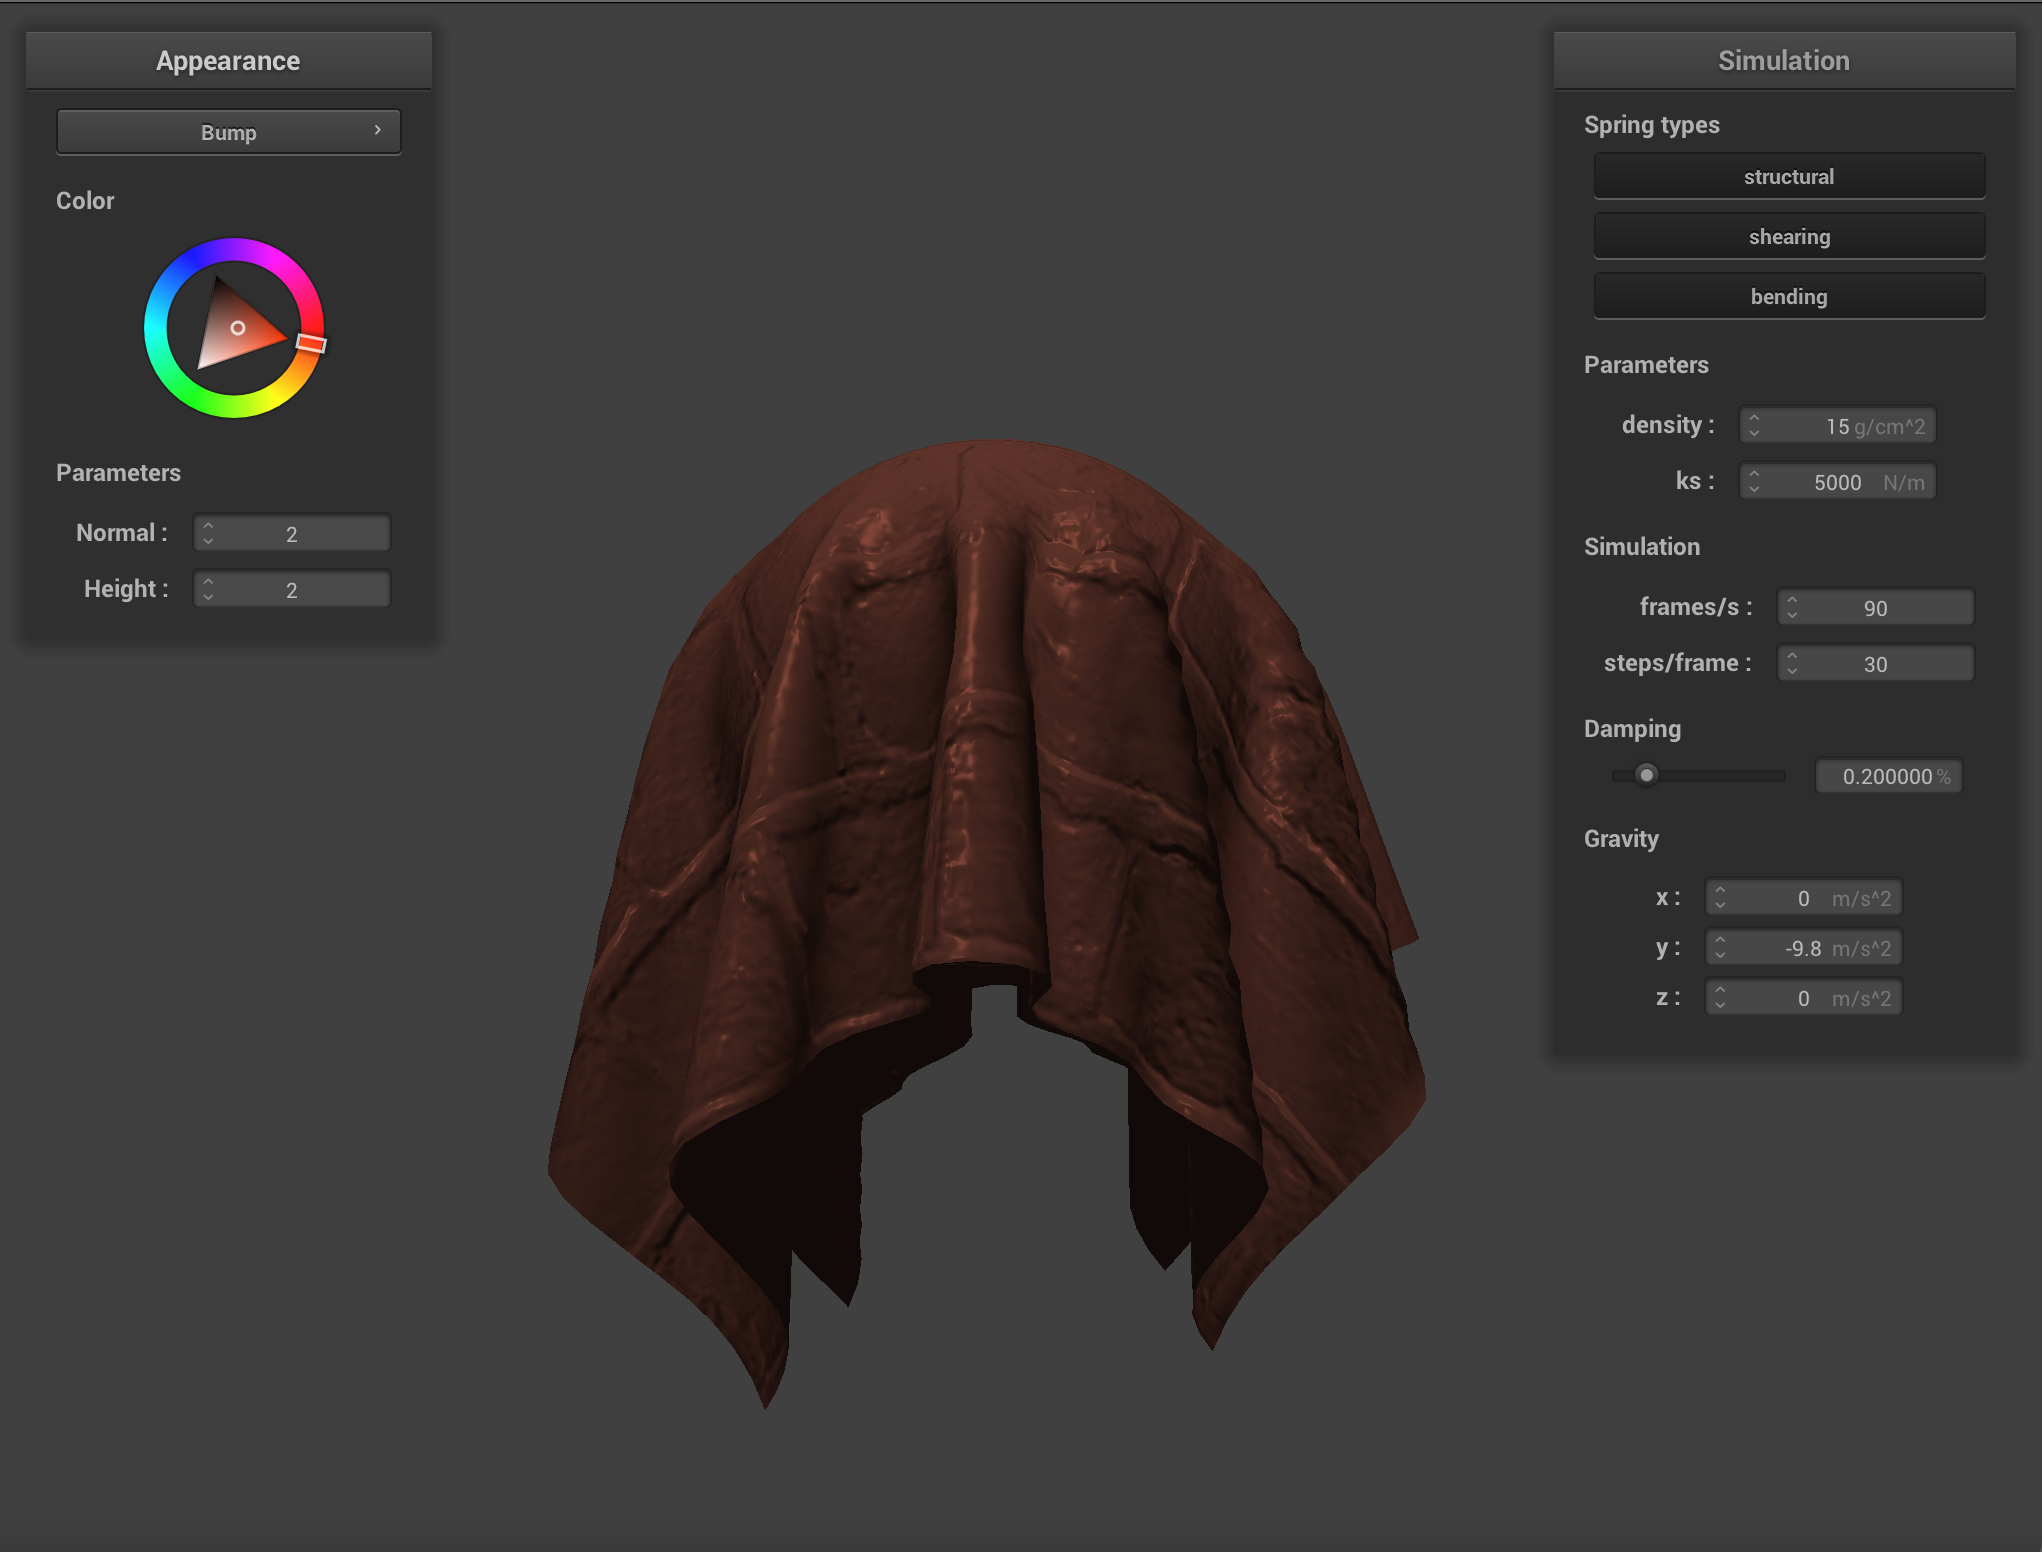 Appearance
Bump
Color
Parameters
Normal : 2
Height : 2
Simulation
Spring types
structural
shearing
bending
Parameters
density : 15 g/cm^2
ks : 5000 N/m
Simulation
frames/s : 90
steps/frame : 30
Damping
0.200000 %
Gravity
x : 0 m/s^2
y : -9.8 m/s^2
z : 0 m/s^2